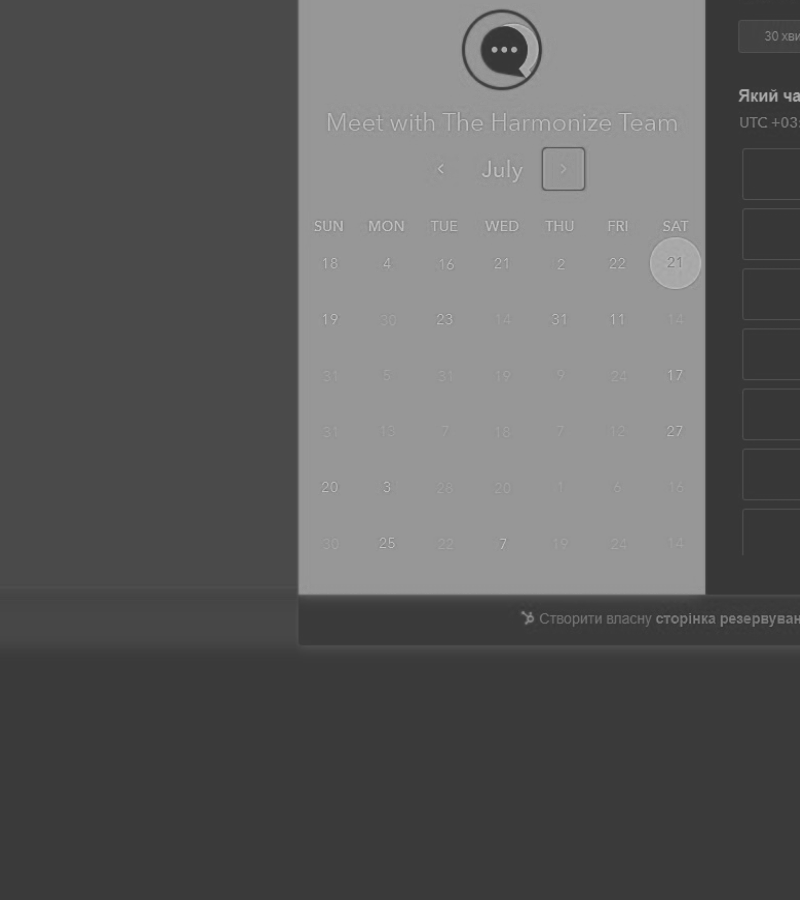 Meet with The Harmonize Team
July
SUN MON TUE WED THU FRI SAT
18 4 16 21 2 22 21
19 30 23 14 31 11 14
31 5 31 19 9 24 17
31 13 7 18 7 12 27
20 3 28 20 1 6 16
30 25 22 7 19 24 14
30 хви
Який ча
UTC +03:
Створити власну сторінка резервуван